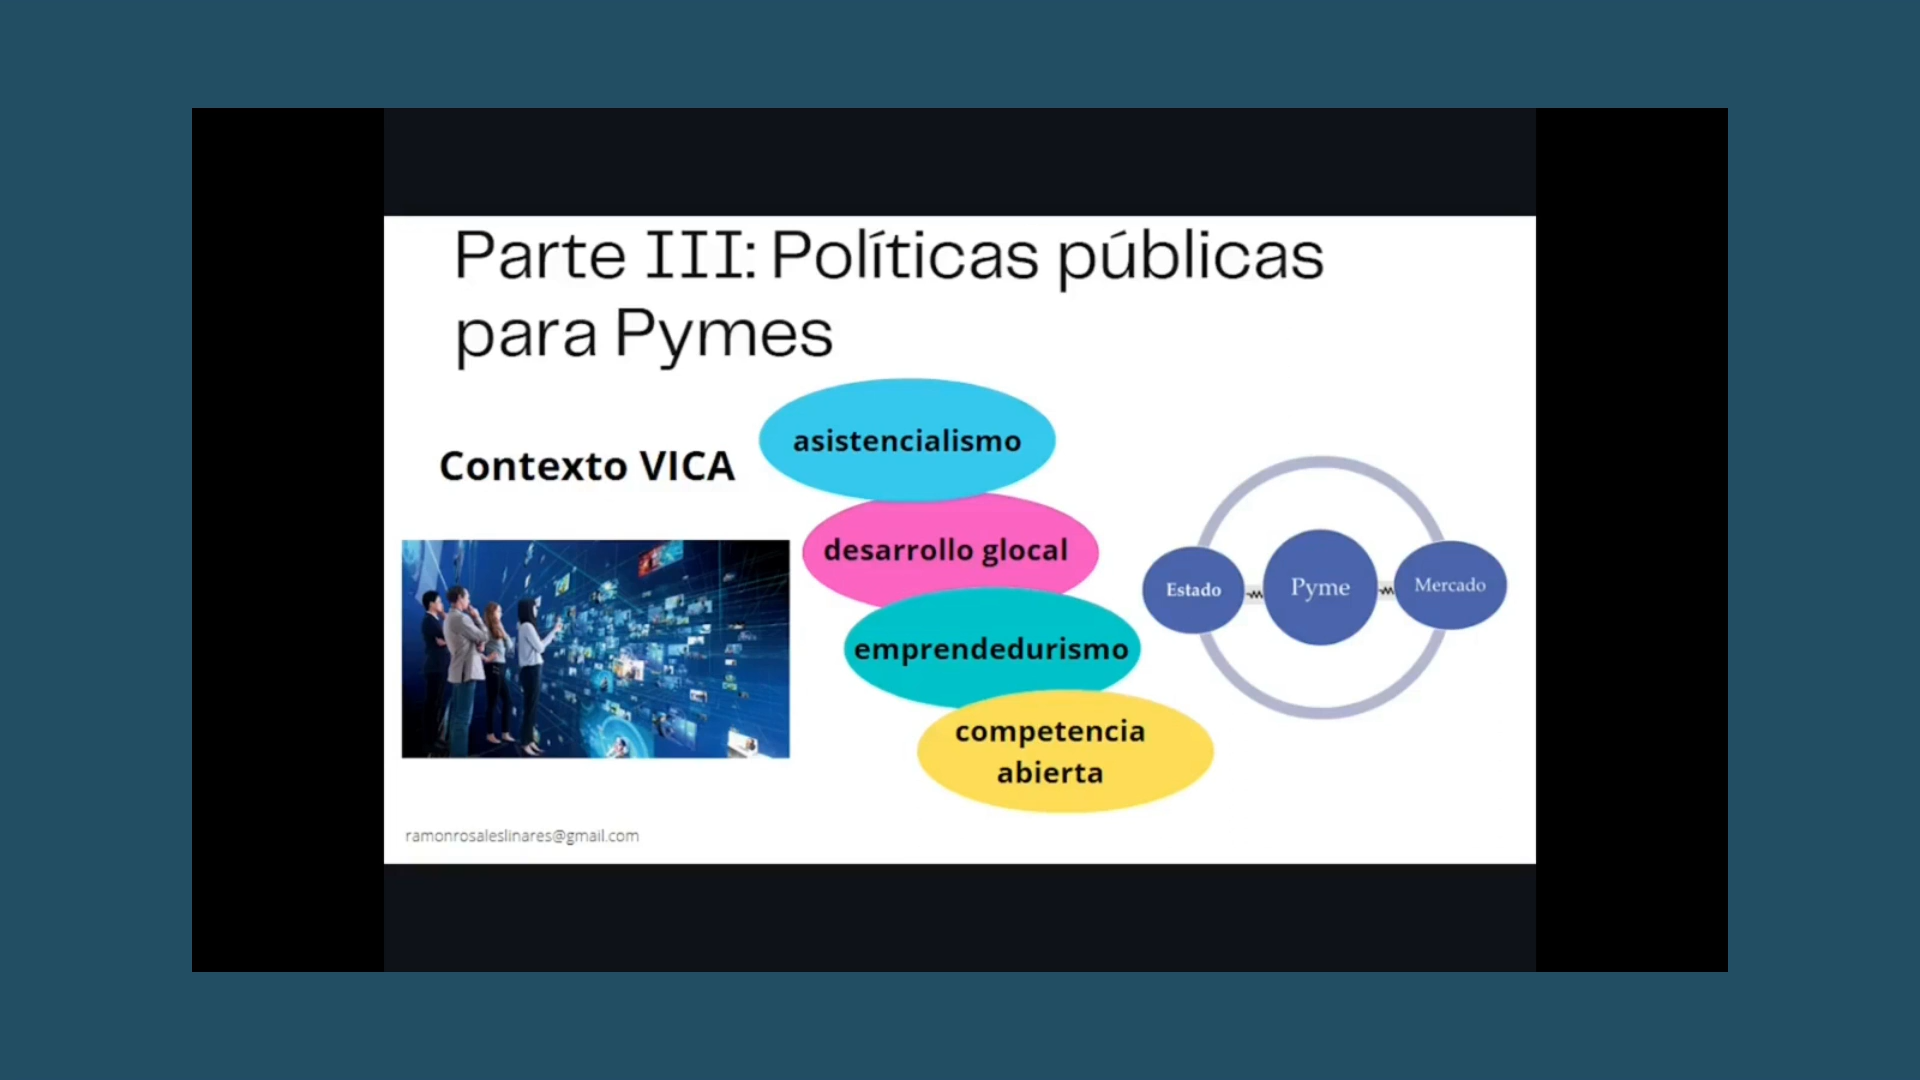 Parte III: Políticas públicas
para Pymes
Contexto VICA
asistencialismo
desarrollo glocal
emprendedurismo
competencia
abierta
Estado
Pyme
Mercado
ramonrosaleslinares@gmail.com